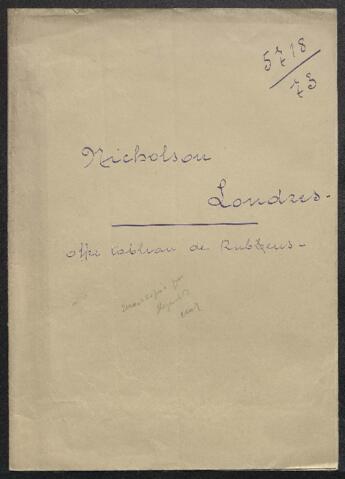 5718
73
Nicholson
Londres.
offre tableau de Rubens.